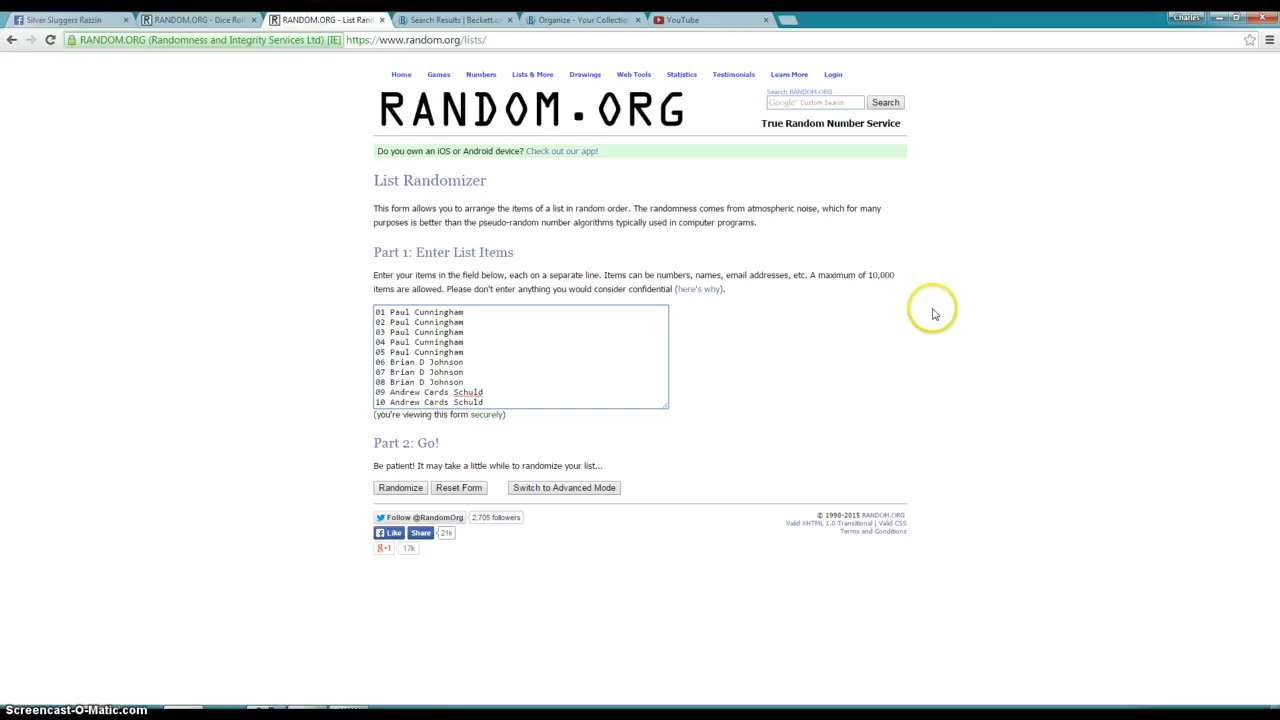 Silver Sluggers Razzin
RANDOM.ORG - Dice Roll
RANDOM.ORG - List Rand
Search Results | Beckett.c
Organize - Your Collection
YouTube
Charles
RANDOM.ORG (Randomness and Integrity Services Ltd) [IE] https://www.random.org/lists/
Home Games Numbers Lists & More Drawings Web Tools Statistics Testimonials Learn More Login
Search RANDOM.ORG
Google™ Custom Search Search
RANDOM.ORG
True Random Number Service
Do you own an iOS or Android device? Check out our app!
List Randomizer
This form allows you to arrange the items of a list in random order. The randomness comes from atmospheric noise, which for many
purposes is better than the pseudo-random number algorithms typically used in computer programs.
Part 1: Enter List Items
Enter your items in the field below, each on a separate line. Items can be numbers, names, email addresses, etc. A maximum of 10,000
items are allowed. Please don't enter anything you would consider confidential (here's why).
01 Paul Cunningham
02 Paul Cunningham
03 Paul Cunningham
04 Paul Cunningham
05 Paul Cunningham
06 Brian D Johnson
07 Brian D Johnson
08 Brian D Johnson
09 Andrew Cards Schuld
10 Andrew Cards Schuld
(you're viewing this form securely)
Part 2: Go!
Be patient! It may take a little while to randomize your list...
Randomize Reset Form Switch to Advanced Mode
Follow @RandomOrg 2,705 followers
Like Share 21k
g+1 17k
© 1998-2015 RANDOM.ORG
Valid XHTML 1.0 Transitional | Valid CSS
Terms and Conditions
Screencast-O-Matic.com